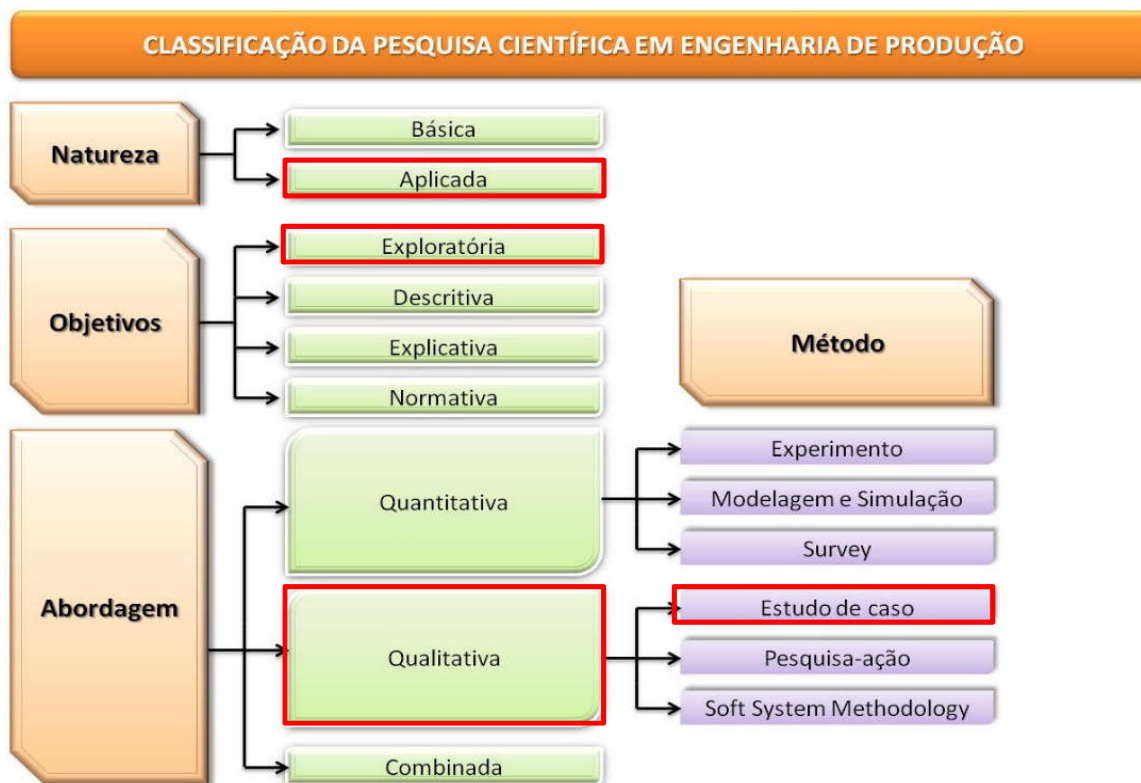 CLASSIFICAÇÃO DA PESQUISA CIENTÍFICA EM ENGENHARIA DE PRODUÇÃO
Natureza
Básica
Aplicada
Objetivos
Exploratória
Descritiva
Explicativa
Normativa
Método
Abordagem
Quantitativa
Experimento
Modelagem e Simulação
Survey
Qualitativa
Estudo de caso
Pesquisa-ação
Soft System Methodology
Combinada